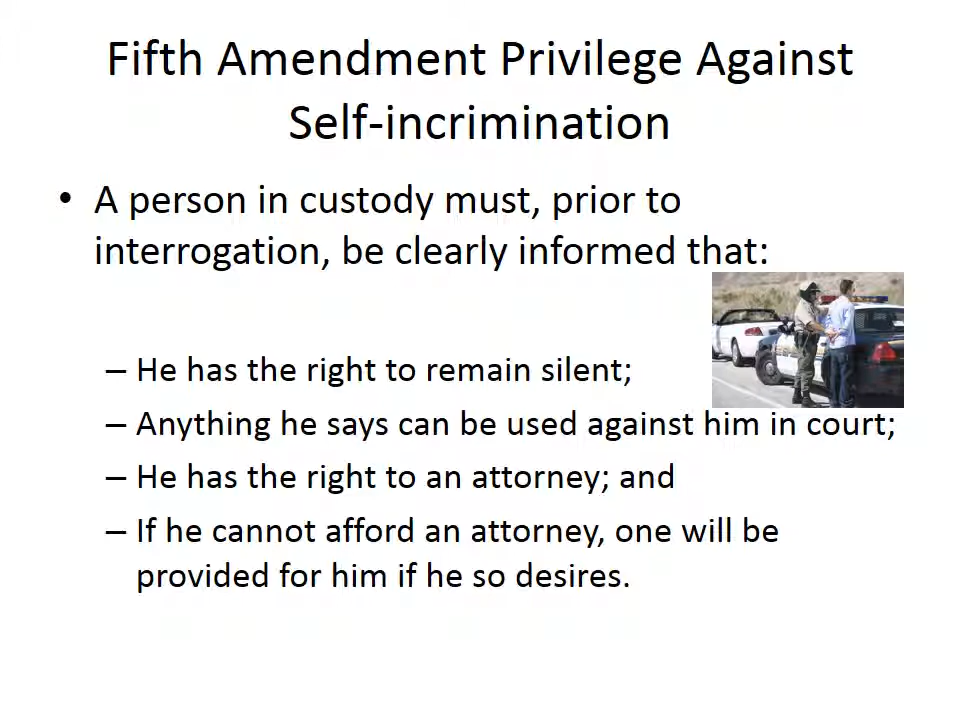 Fifth Amendment Privilege Against
Self-incrimination
• A person in custody must, prior to
interrogation, be clearly informed that:
– He has the right to remain silent;
– Anything he says can be used against him in court;
– He has the right to an attorney; and
– If he cannot afford an attorney, one will be
provided for him if he so desires.